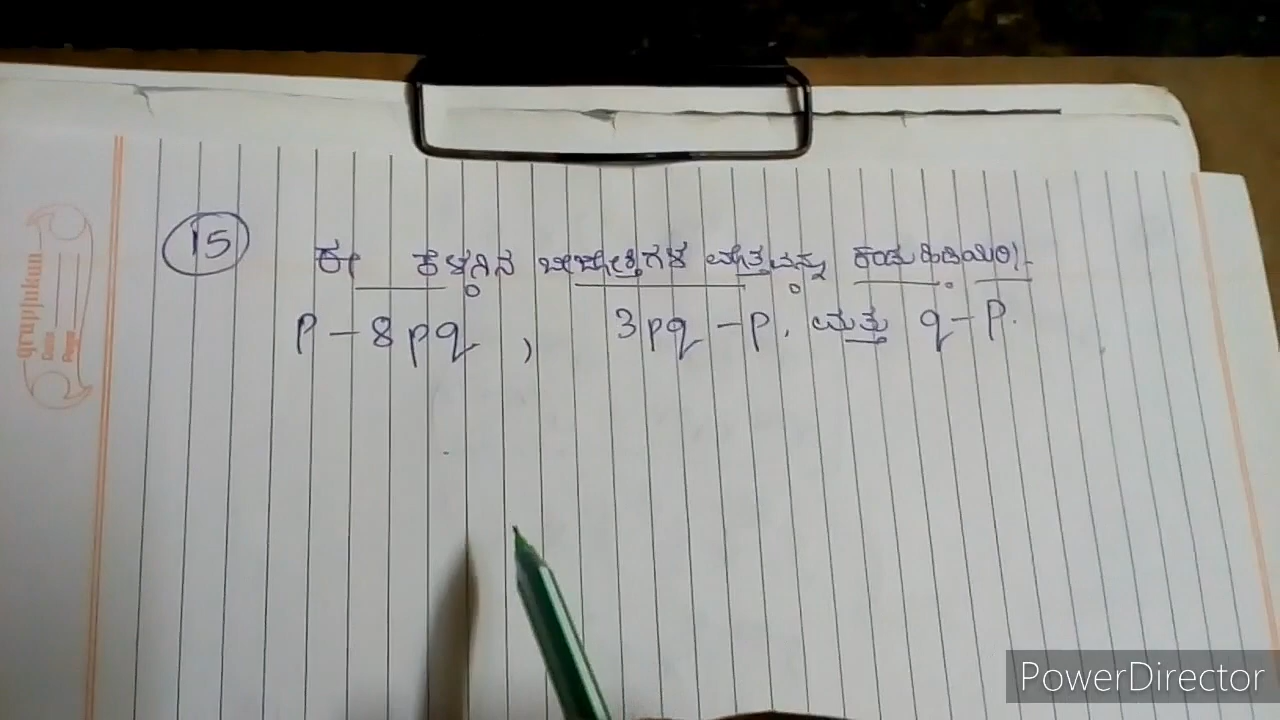 15 ಈ ಕೆಳಗಿನ ಬೀಜೋಕ್ತಿಗಳ ಮೊತ್ತವನ್ನು ಕಂಡುಹಿಡಿಯಿರಿ.
p - 8pq , 3pq - p. ಮತ್ತು q - p.
PowerDirector